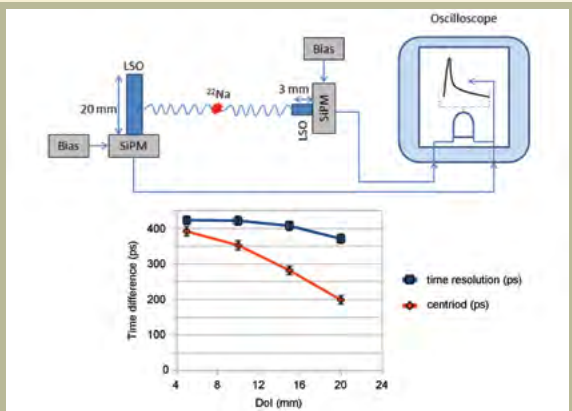 Oscilloscope
Bias
LSO
22Na
3 mm
20 mm
SiPM
LSO
Bias
SiPM
400
300
200
100
0
Time difference (ps)
4 8 12 16 20 24
DoI (mm)
time resolution (ps)
centriod (ps)